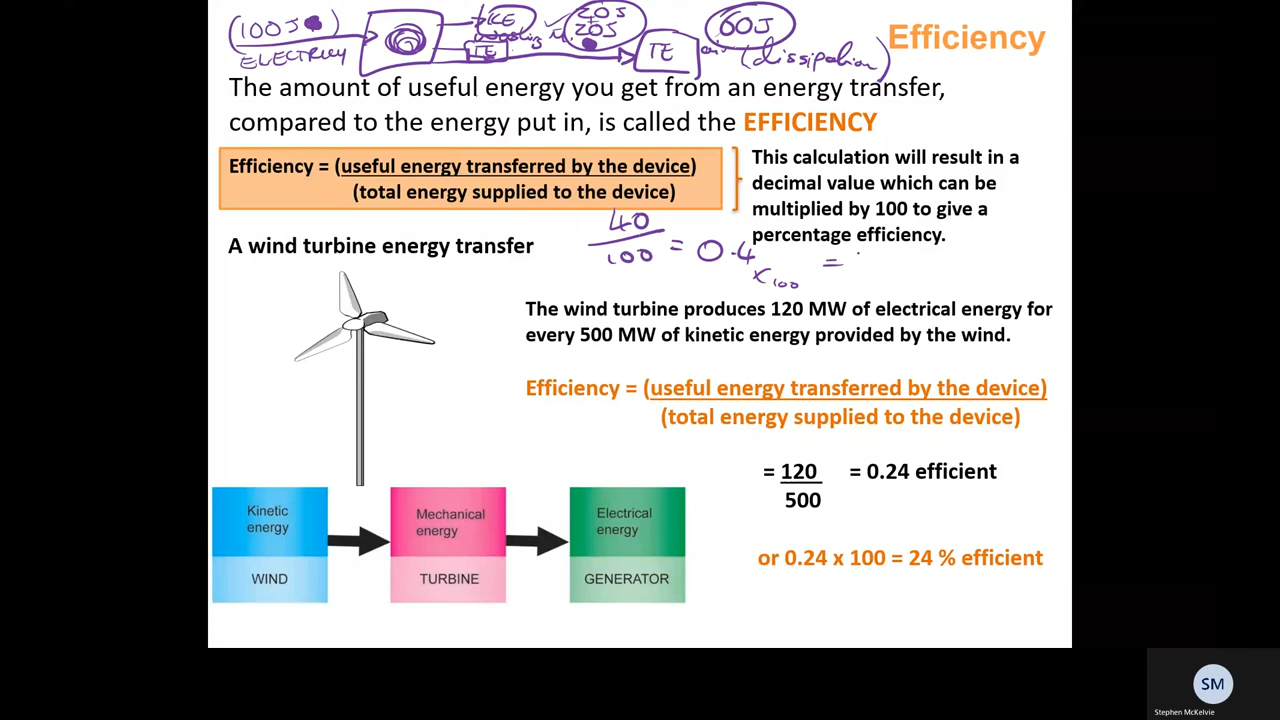 (100J
ELECTRICITY
KE
TE
20J
+
20J
TE
60J
(dissipation)
Efficiency
The amount of useful energy you get from an energy transfer,
compared to the energy put in, is called the EFFICIENCY
Efficiency = (useful energy transferred by the device)
(total energy supplied to the device)
This calculation will result in a
decimal value which can be
multiplied by 100 to give a
percentage efficiency.
40
100 = 0.4
x 100 =
A wind turbine energy transfer
The wind turbine produces 120 MW of electrical energy for
every 500 MW of kinetic energy provided by the wind.
Efficiency = (useful energy transferred by the device)
(total energy supplied to the device)
= 120 = 0.24 efficient
500
or 0.24 x 100 = 24 % efficient
Kinetic
energy
WIND
Mechanical
energy
TURBINE
Electrical
energy
GENERATOR
SM
Stephen McKelvie